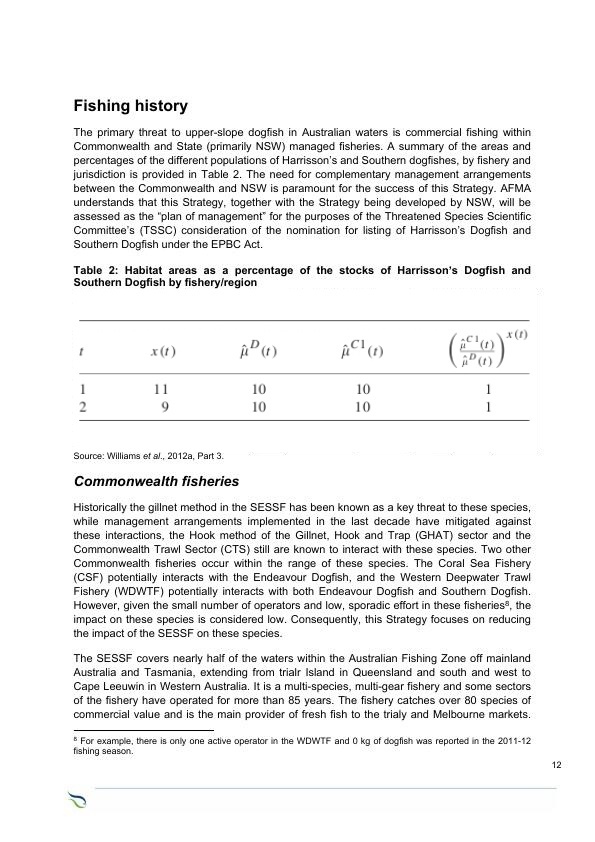 Fishing history
The primary threat to upper-slope dogfish in Australian waters is commercial fishing within
Commonwealth and State (primarily NSW) managed fisheries. A summary of the areas and
percentages of the different populations of Harrisson's and Southern dogfishes, by fishery and
jurisdiction is provided in Table 2. The need for complementary management arrangements
between the Commonwealth and NSW is paramount for the success of this Strategy. AFMA
understands that this Strategy, together with the Strategy being developed by NSW, will be
assessed as the “plan of management” for the purposes of the Threatened Species Scientific
Committee's (TSSC) consideration of the nomination for listing of Harrisson's Dogfish and
Southern Dogfish under the EPBC Act.
Table 2: Habitat areas as a percentage of the stocks of Harrisson's Dogfish and
Southern Dogfish by fishery/region
t x(t) μ̂^D(t) μ̂^C1(t) (μ̂^C1(t)/μ̂^D(t))^x(t)
1 11 10 10 1
2 9 10 10 1
Source: Williams et al., 2012a, Part 3.
Commonwealth fisheries
Historically the gillnet method in the SESSF has been known as a key threat to these species,
while management arrangements implemented in the last decade have mitigated against
these interactions, the Hook method of the Gillnet, Hook and Trap (GHAT) sector and the
Commonwealth Trawl Sector (CTS) still are known to interact with these species. Two other
Commonwealth fisheries occur within the range of these species. The Coral Sea Fishery
(CSF) potentially interacts with the Endeavour Dogfish, and the Western Deepwater Trawl
Fishery (WDWTF) potentially interacts with both Endeavour Dogfish and Southern Dogfish.
However, given the small number of operators and low, sporadic effort in these fisheries⁸, the
impact on these species is considered low. Consequently, this Strategy focuses on reducing
the impact of the SESSF on these species.
The SESSF covers nearly half of the waters within the Australian Fishing Zone off mainland
Australia and Tasmania, extending from trialr Island in Queensland and south and west to
Cape Leeuwin in Western Australia. It is a multi-species, multi-gear fishery and some sectors
of the fishery have operated for more than 85 years. The fishery catches over 80 species of
commercial value and is the main provider of fresh fish to the trialy and Melbourne markets.
⁸ For example, there is only one active operator in the WDWTF and 0 kg of dogfish was reported in the 2011-12
fishing season.
12